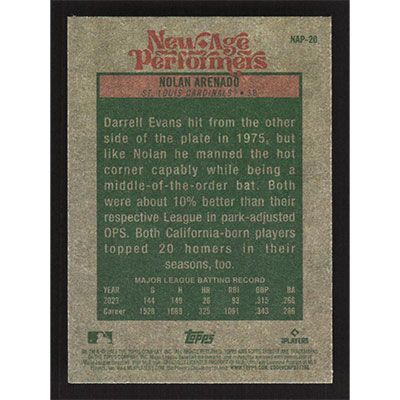 NAP-20
New Age
Performers
NOLAN ARENADO
ST. LOUIS CARDINALS • 3B
Darrell Evans hit from the other
side of the plate in 1975, but
like Nolan he manned the hot
corner capably while being a
middle-of-the-order bat. Both
were about 10% better than their
respective League in park-adjusted
OPS. Both California-born players
topped 20 homers in their
seasons, too.
MAJOR LEAGUE BATTING RECORD
YEAR G H HR RBI OBP BA
2023 144 149 26 93 .315 .266
Career 1528 1683 325 1061 .343 .286
TOPPS
PLAYERS